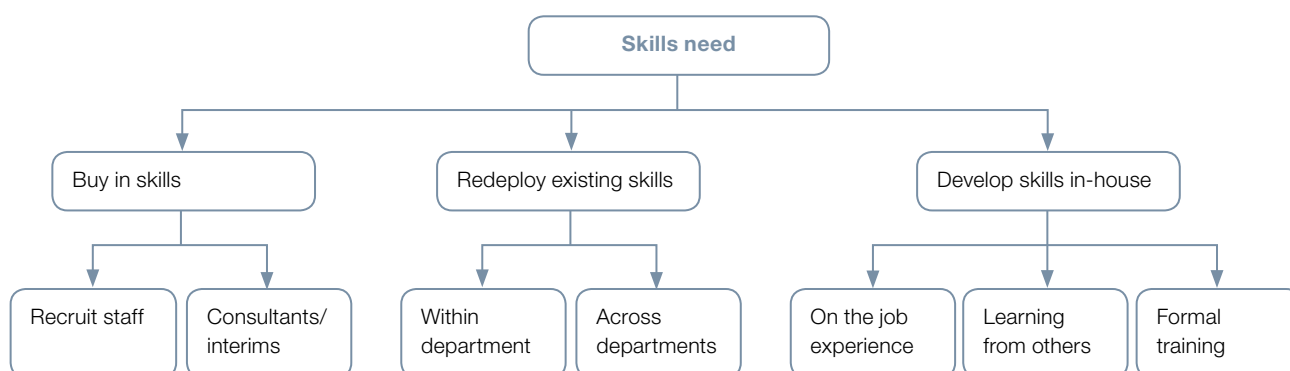 Skills need
Buy in skills
Redeploy existing skills
Develop skills in-house
Recruit staff
Consultants/
interims
Within
department
Across
departments
On the job
experience
Learning
from others
Formal
training